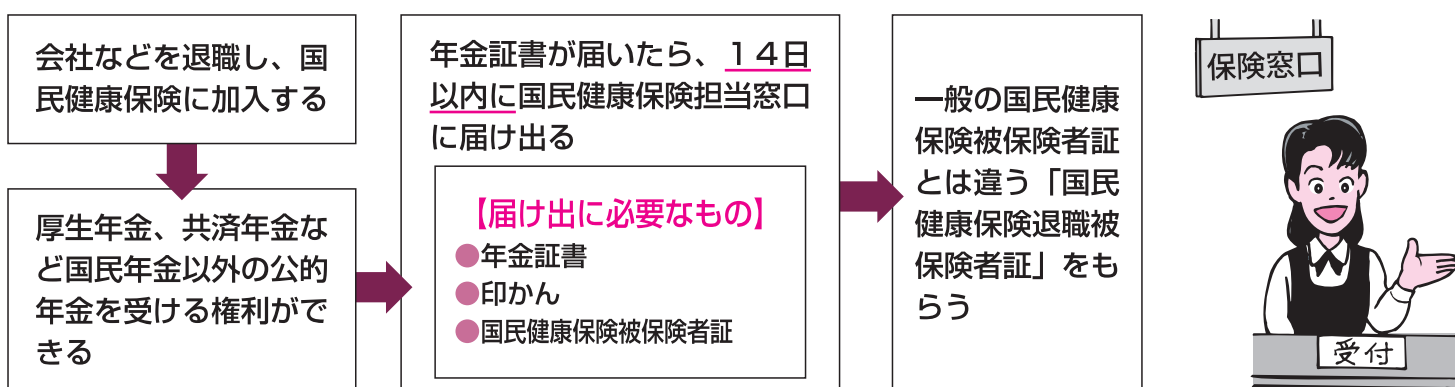 会社などを退職し、国
民健康保険に加入する
厚生年金、共済年金な
ど国民年金以外の公的
年金を受ける権利がで
きる
年金証書が届いたら、１４日
以内に国民健康保険担当窓口
に届け出る
【届け出に必要なもの】
●年金証書
●印かん
●国民健康保険被保険者証
一般の国民健康
保険被保険者証
とは違う「国民
健康保険退職被
保険者証」をも
らう
保険窓口
受付